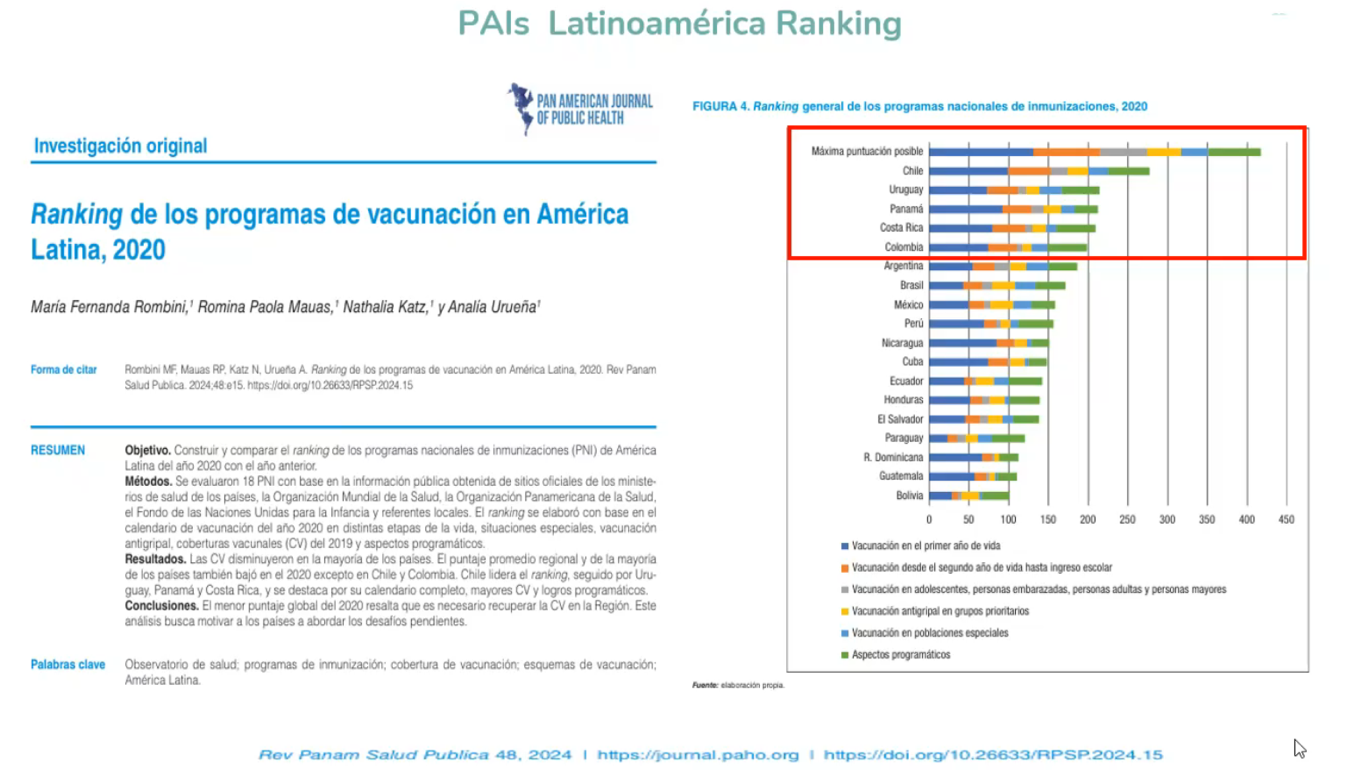 PAIs Latinoamérica Ranking
PAN AMERICAN JOURNAL
OF PUBLIC HEALTH
Investigación original
Ranking de los programas de vacunación en América
Latina, 2020
María Fernanda Rombini,¹ Romina Paola Mauas,¹ Nathalia Katz,¹ y Analía Urueña¹
Forma de citar
Rombini MF, Mauas RP, Katz N, Urueña A. Ranking de los programas de vacunación en América Latina, 2020. Rev Panam
Salud Publica. 2024;48:e15. https://doi.org/10.26633/RPSP.2024.15
RESUMEN
Objetivo. Construir y comparar el ranking de los programas nacionales de inmunizaciones (PNI) de América
Latina del año 2020 con el año anterior.
Métodos. Se evaluaron 18 PNI con base en la información pública obtenida de sitios oficiales de los ministe-
rios de salud de los países, la Organización Mundial de la Salud, la Organización Panamericana de la Salud,
el Fondo de las Naciones Unidas para la Infancia y referentes locales. El ranking se elaboró con base en el
calendario de vacunación del año 2020 en distintas etapas de la vida, situaciones especiales, vacunación
antigripal, coberturas vacunales (CV) del 2019 y aspectos programáticos.
Resultados. Las CV disminuyeron en la mayoría de los países. El puntaje promedio regional y de la mayoría
de los países también bajó en el 2020 excepto en Chile y Colombia. Chile lidera el ranking, seguido por Uru-
guay, Panamá y Costa Rica, y se destaca por su calendario completo, mayores CV y logros programáticos.
Conclusiones. El menor puntaje global del 2020 resalta que es necesario recuperar la CV en la Región. Este
análisis busca motivar a los países a abordar los desafíos pendientes.
Palabras clave
Observatorio de salud; programas de inmunización; cobertura de vacunación; esquemas de vacunación;
América Latina.
FIGURA 4. Ranking general de los programas nacionales de inmunizaciones, 2020
Máxima puntuación posible
Chile
Uruguay
Panamá
Costa Rica
Colombia
Argentina
Brasil
México
Perú
Nicaragua
Cuba
Ecuador
Honduras
El Salvador
Paraguay
R. Dominicana
Guatemala
Bolivia
0 50 100 150 200 250 300 350 400 450
Vacunación en el primer año de vida
Vacunación desde el segundo año de vida hasta ingreso escolar
Vacunación en adolescentes, personas embarazadas, personas adultas y personas mayores
Vacunación antigripal en grupos prioritarios
Vacunación en poblaciones especiales
Aspectos programáticos
Fuente: elaboración propia.
Rev Panam Salud Publica 48, 2024 | https://journal.paho.org | https://doi.org/10.26633/RPSP.2024.15